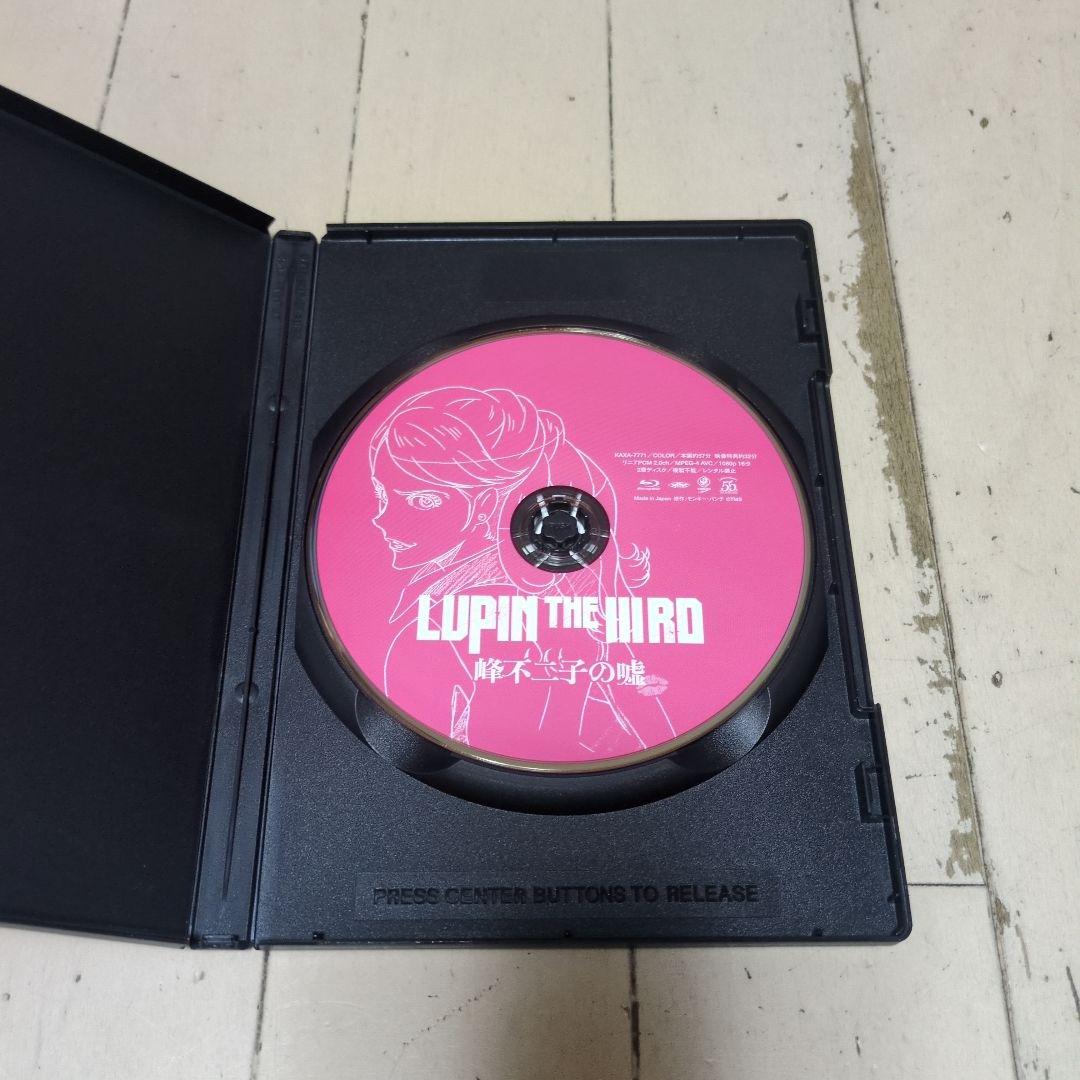 KAXA-7771/COLOR/本編約57分 映像特典約32分
リニアPCM 2.0ch/MPEG-4 AVC/1080p 16:9
2層ディスク/複製不能/レンタル禁止
Made in Japan 原作:モンキー・パンチ ©TMS
LUPIN THE IIIRD
峰不二子の嘘
PRESS CENTER BUTTONS TO RELEASE